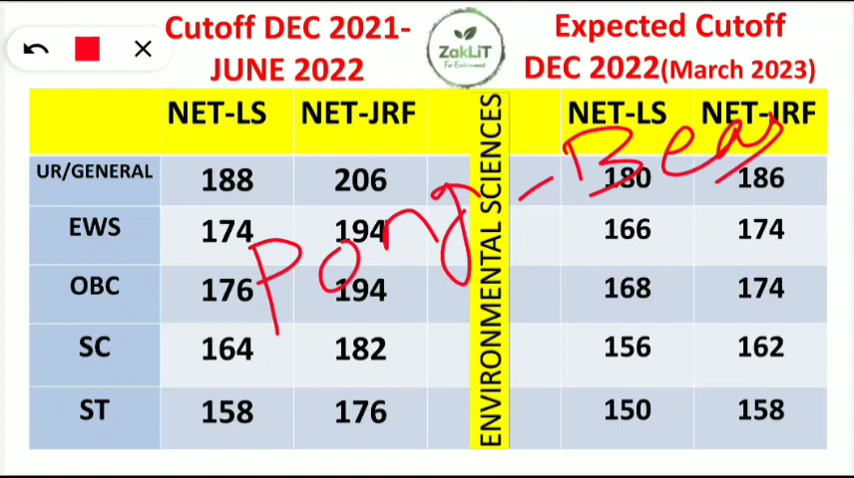 Cutoff DEC 2021-
JUNE 2022
ZakLiT
For Environment
Expected Cutoff
DEC 2022(March 2023)
NET-LS NET-JRF NET-LS NET-JRF
UR/GENERAL 188 206 180 186
EWS 174 194 166 174
OBC 176 194 168 174
SC 164 182 156 162
ST 158 176 150 158
ENVIRONMENTAL SCIENCES
Pong - Beas